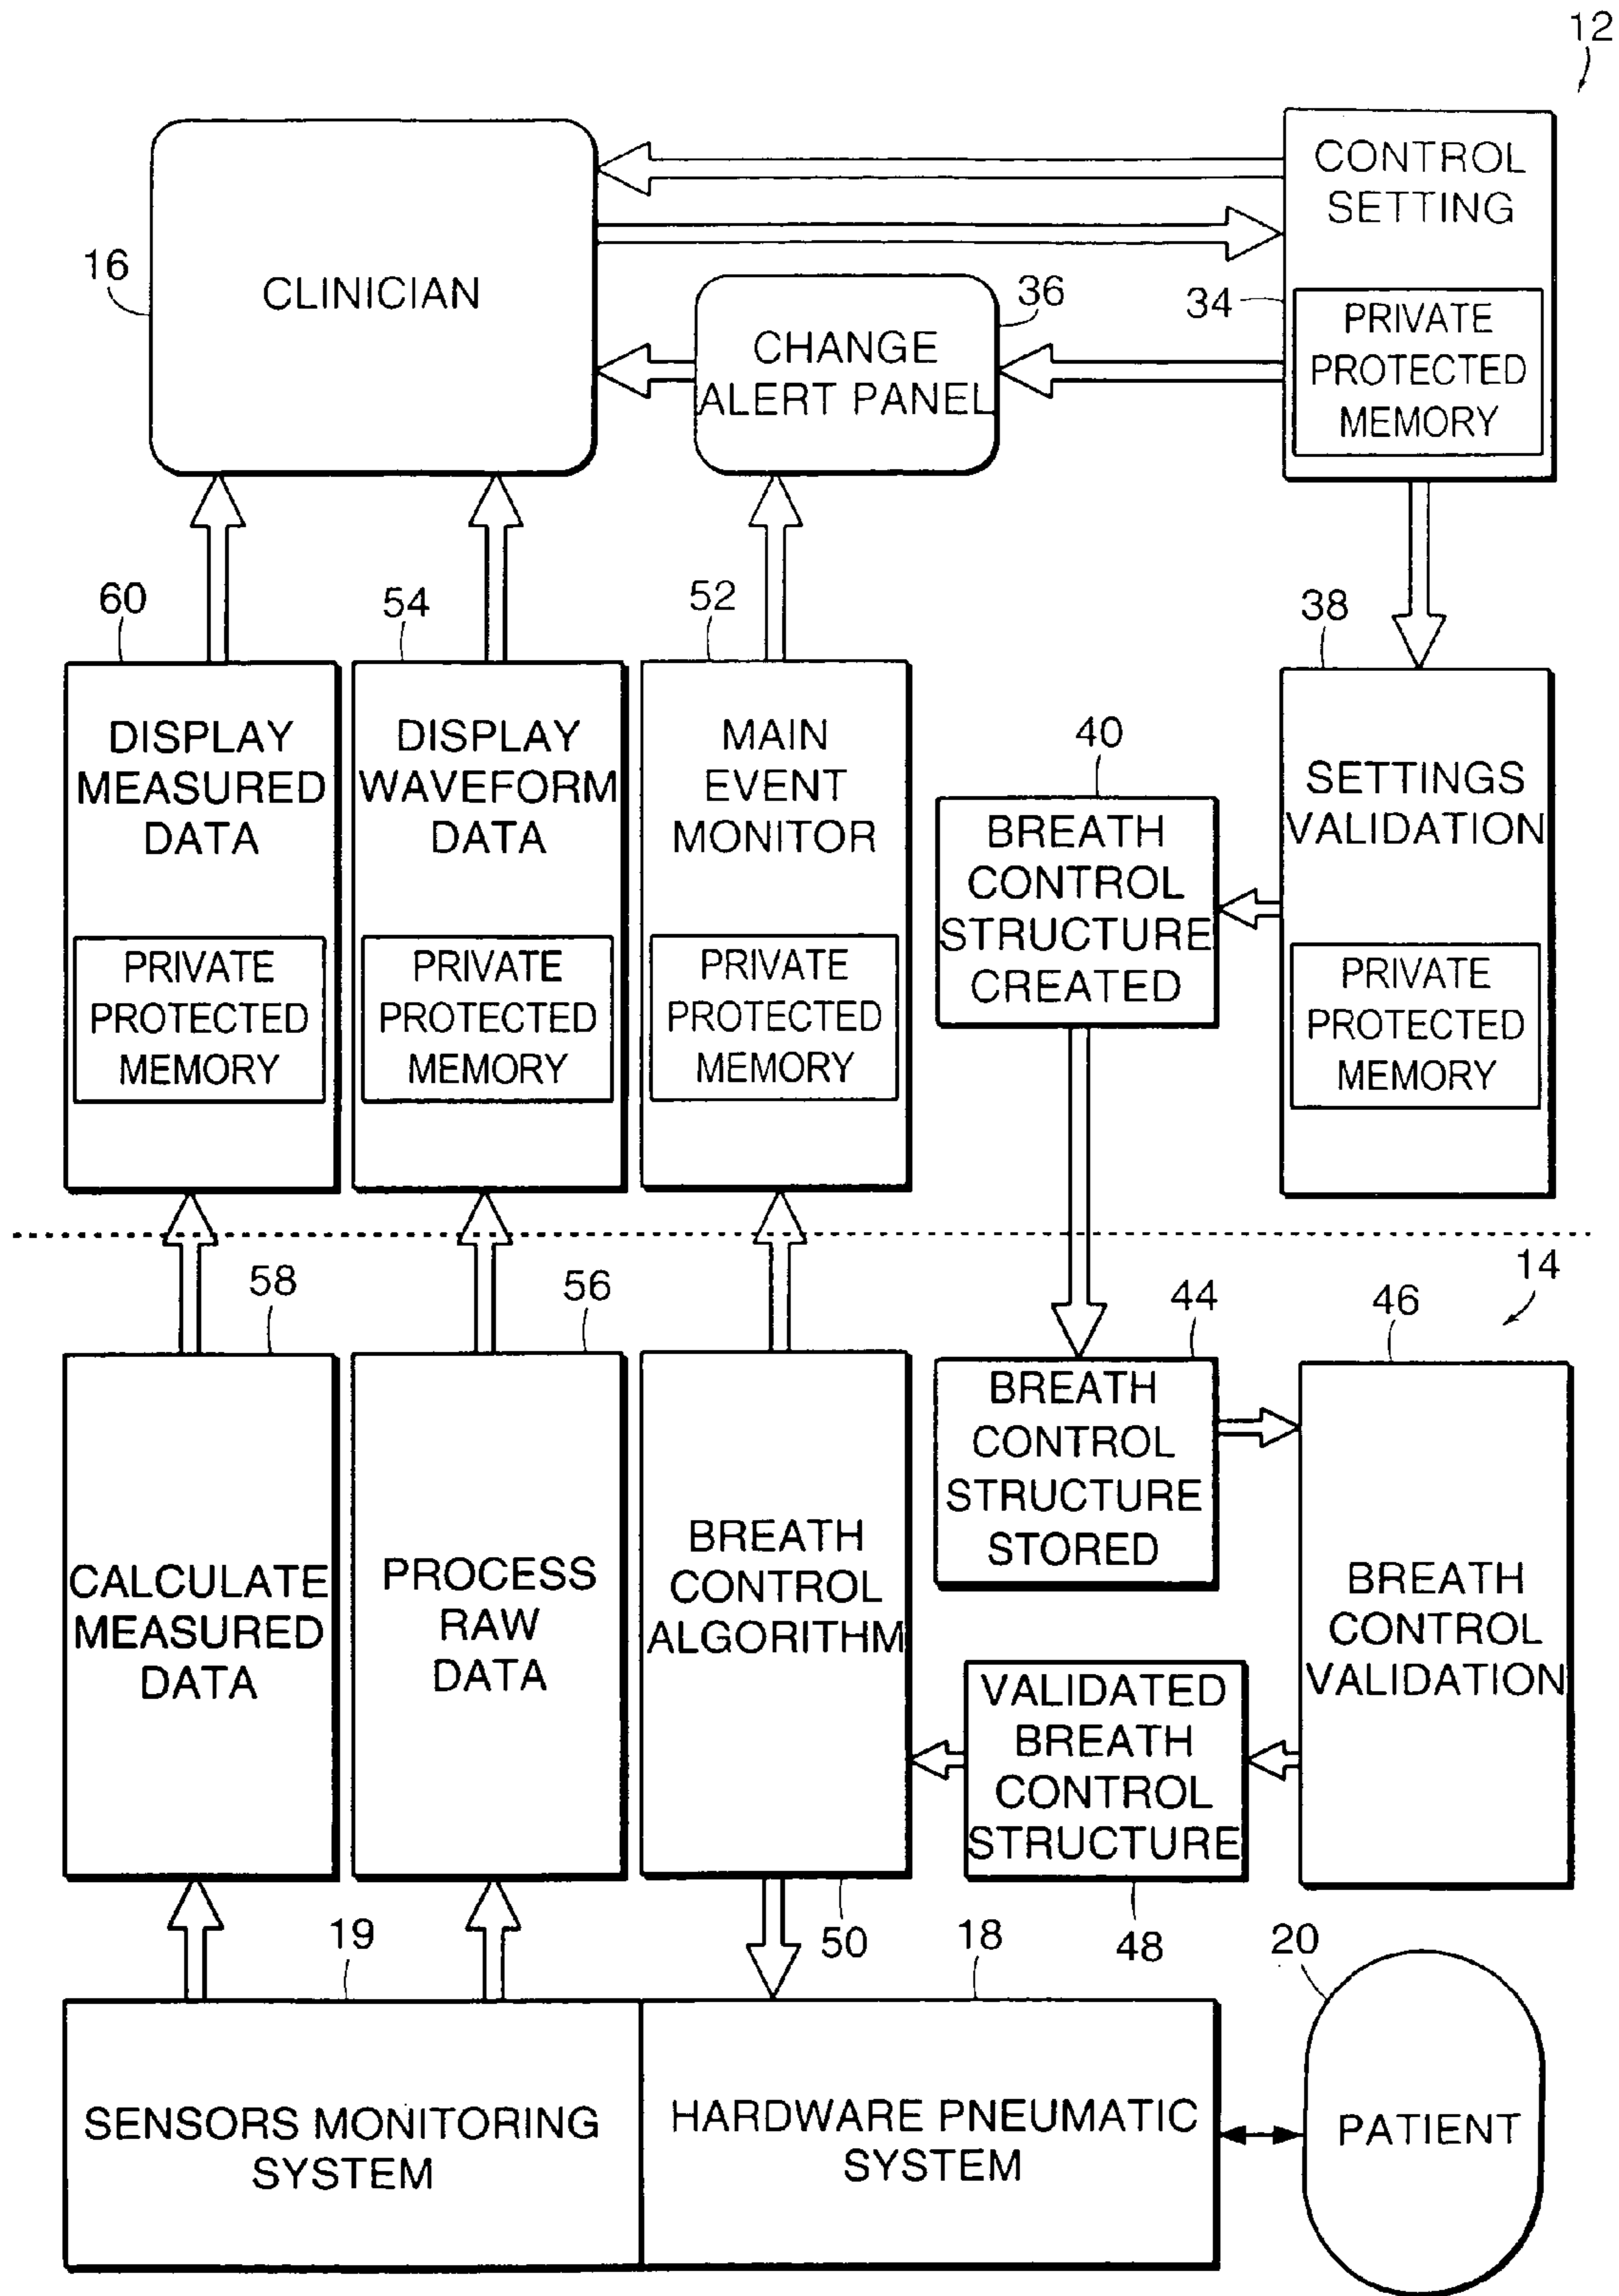 12
CONTROL
SETTING
34
PRIVATE
PROTECTED
MEMORY
16
CLINICIAN
36
CHANGE
ALERT PANEL
60
DISPLAY
MEASURED
DATA
PRIVATE
PROTECTED
MEMORY
54
DISPLAY
WAVEFORM
DATA
PRIVATE
PROTECTED
MEMORY
52
MAIN
EVENT
MONITOR
PRIVATE
PROTECTED
MEMORY
40
BREATH
CONTROL
STRUCTURE
CREATED
38
SETTINGS
VALIDATION
PRIVATE
PROTECTED
MEMORY
14
58
CALCULATE
MEASURED
DATA
56
PROCESS
RAW
DATA
BREATH
CONTROL
ALGORITHM
50
44
BREATH
CONTROL
STRUCTURE
STORED
46
BREATH
CONTROL
VALIDATION
VALIDATED
BREATH
CONTROL
STRUCTURE
48
19
SENSORS MONITORING
SYSTEM
18
HARDWARE PNEUMATIC
SYSTEM
20
PATIENT